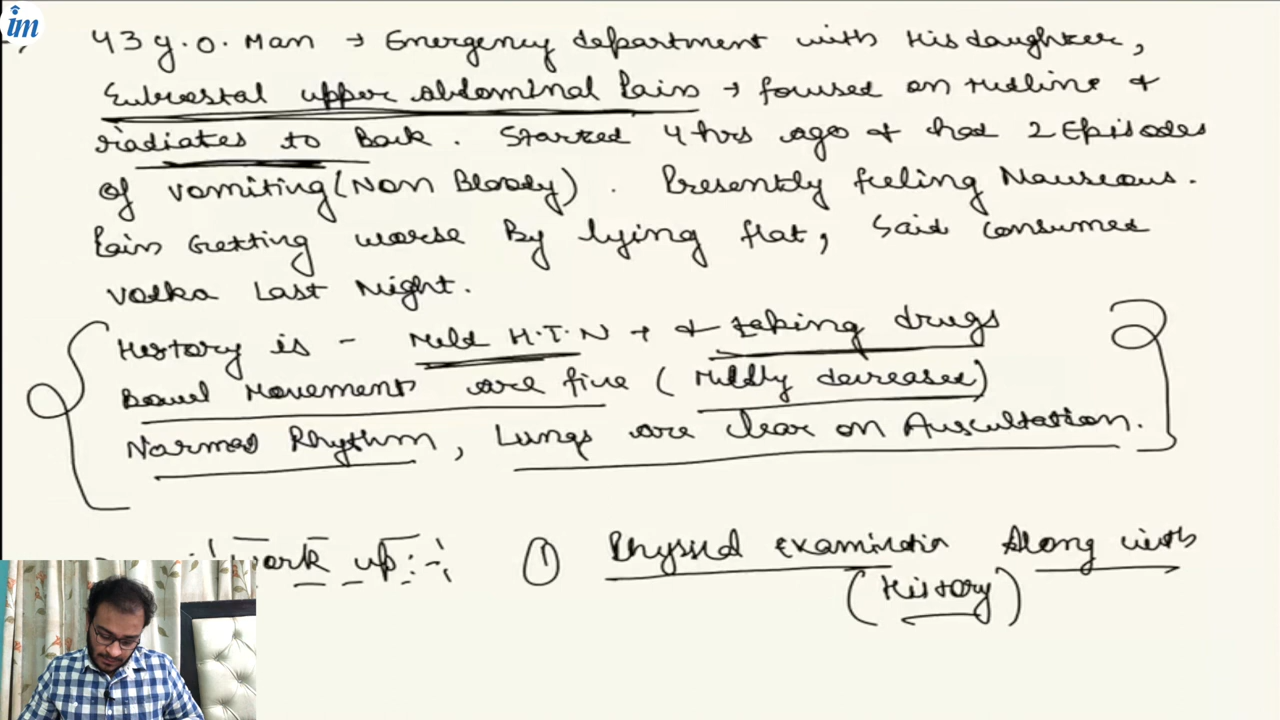 im
43 y.o. Man → Emergency department with His daughter,
upper abdominal Pain → focused on midline &
radiates to Back. Started 4 hrs ago & had 2 Episodes
of vomiting (Non Bloody). Presently feeling Nauseous.
Pain Getting worse By lying flat, Said consumed
Vodka Last Night.
History is - Mild H.T.N + & taking drugs
Bowel Movement are fine (Mildly decreased)
Normal Rhythm, Lungs are clear on Auscultation.
work up:- ① Physical examination Along with
(History)